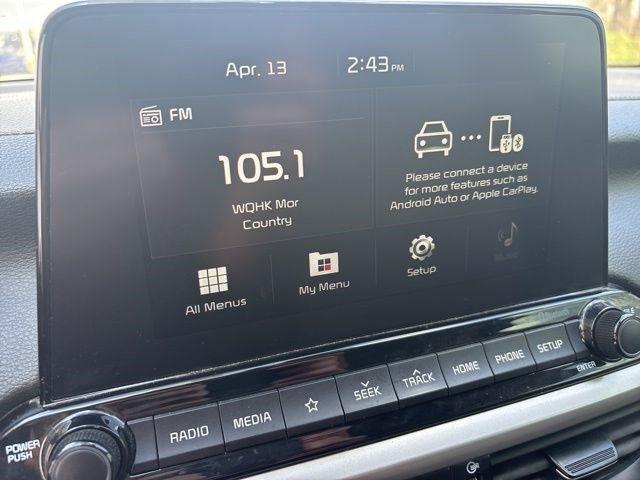 Apr. 13
2:43 PM
FM
105.1
WQHK Mor
Country
Please connect a device
for more features such as
Android Auto or Apple CarPlay.
All Menus
My Menu
Setup
POWER
PUSH
RADIO
MEDIA
SEEK
TRACK
HOME
PHONE
SETUP
ENTER